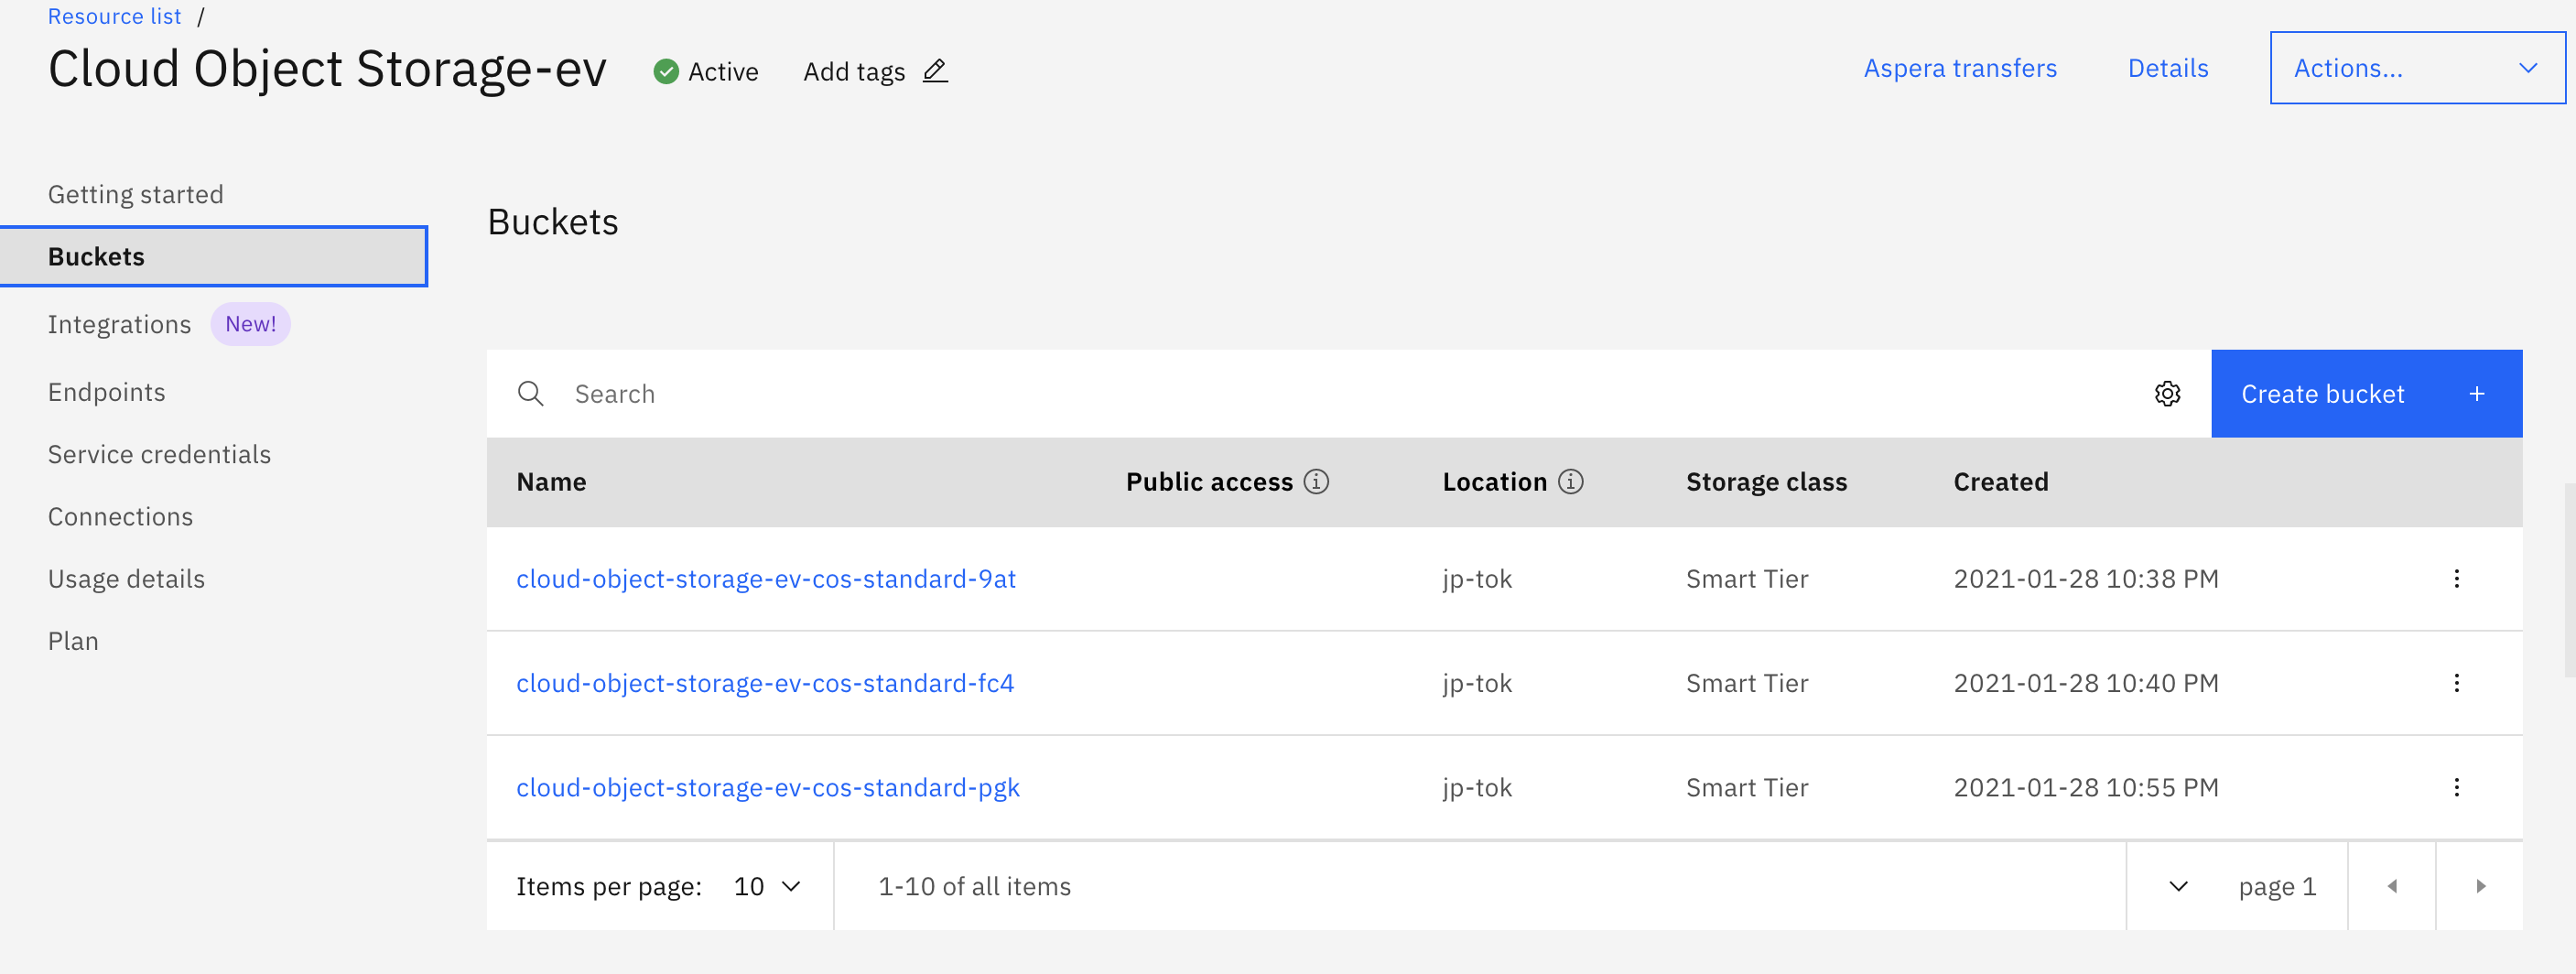 Resource list /
Cloud Object Storage-ev Active Add tags Aspera transfers Details Actions...
Getting started
Buckets
Integrations New!
Endpoints
Service credentials
Connections
Usage details
Plan
Buckets
Search Create bucket +
Name Public access Location Storage class Created
cloud-object-storage-ev-cos-standard-9at jp-tok Smart Tier 2021-01-28 10:38 PM
cloud-object-storage-ev-cos-standard-fc4 jp-tok Smart Tier 2021-01-28 10:40 PM
cloud-object-storage-ev-cos-standard-pgk jp-tok Smart Tier 2021-01-28 10:55 PM
Items per page: 10 1-10 of all items page 1